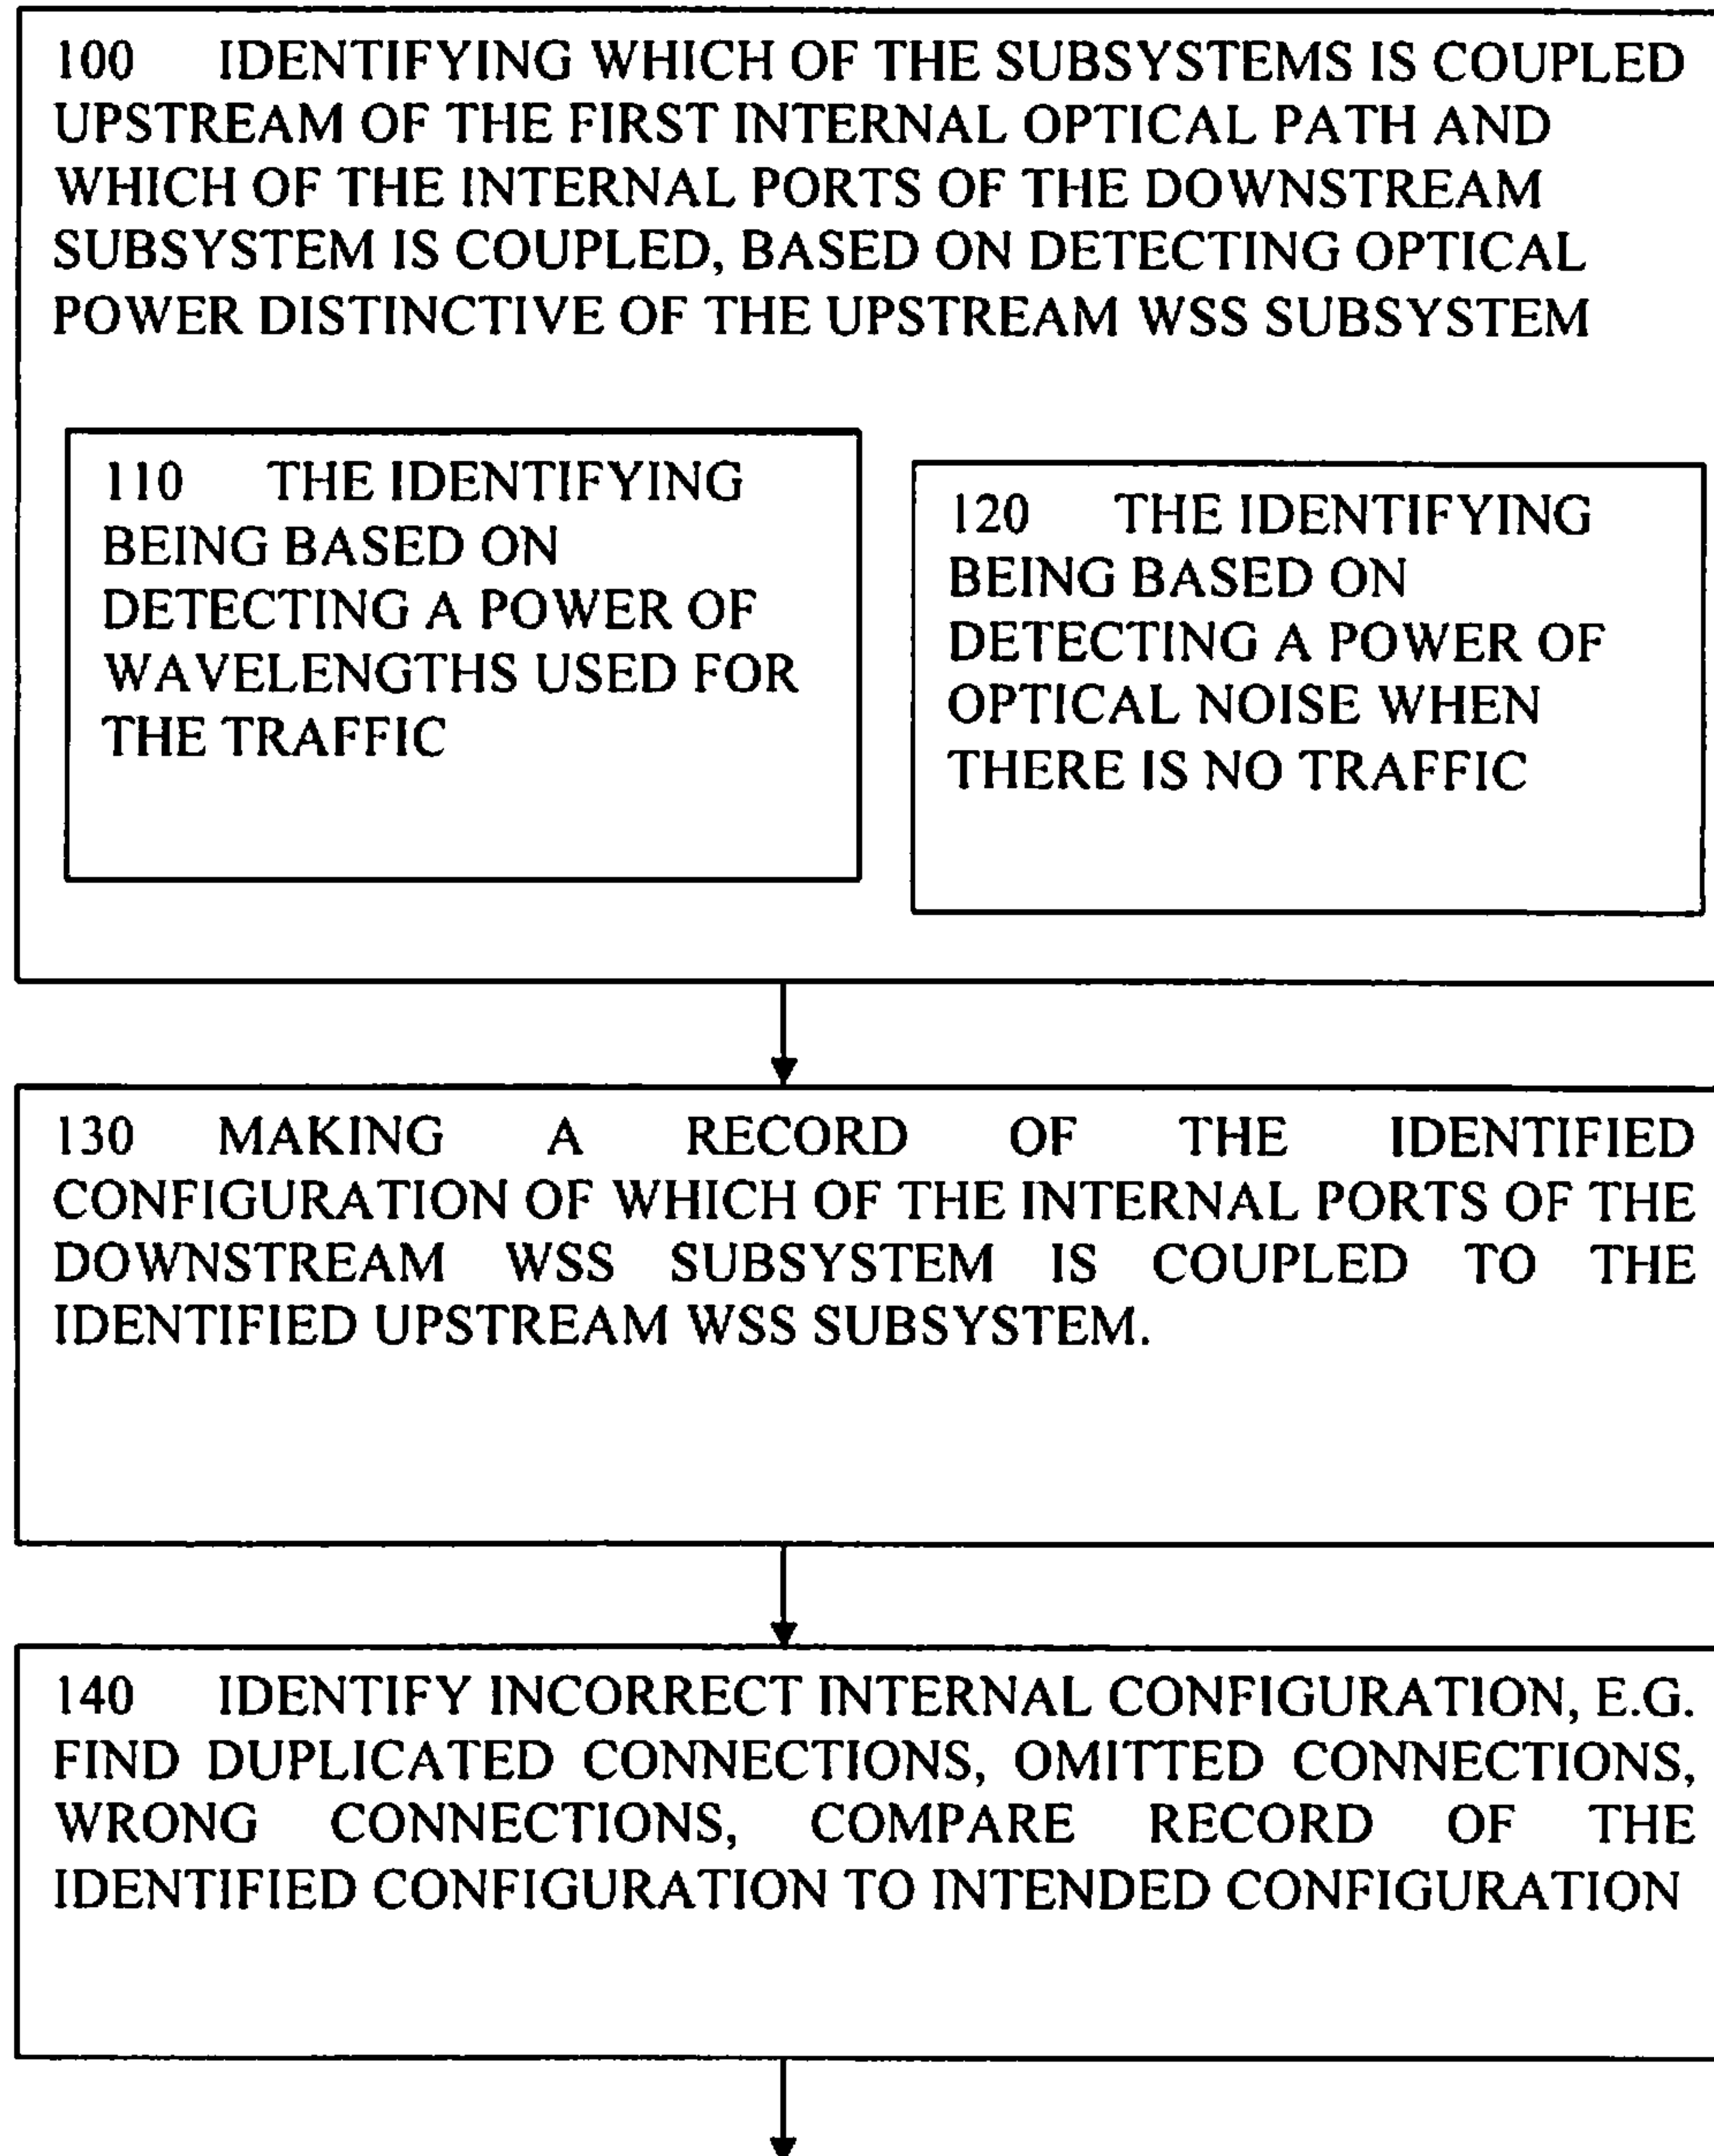 100 IDENTIFYING WHICH OF THE SUBSYSTEMS IS COUPLED
UPSTREAM OF THE FIRST INTERNAL OPTICAL PATH AND
WHICH OF THE INTERNAL PORTS OF THE DOWNSTREAM
SUBSYSTEM IS COUPLED, BASED ON DETECTING OPTICAL
POWER DISTINCTIVE OF THE UPSTREAM WSS SUBSYSTEM
110 THE IDENTIFYING
BEING BASED ON
DETECTING A POWER OF
WAVELENGTHS USED FOR
THE TRAFFIC
120 THE IDENTIFYING
BEING BASED ON
DETECTING A POWER OF
OPTICAL NOISE WHEN
THERE IS NO TRAFFIC
130 MAKING A RECORD OF THE IDENTIFIED
CONFIGURATION OF WHICH OF THE INTERNAL PORTS OF THE
DOWNSTREAM WSS SUBSYSTEM IS COUPLED TO THE
IDENTIFIED UPSTREAM WSS SUBSYSTEM.
140 IDENTIFY INCORRECT INTERNAL CONFIGURATION, E.G.
FIND DUPLICATED CONNECTIONS, OMITTED CONNECTIONS,
WRONG CONNECTIONS, COMPARE RECORD OF THE
IDENTIFIED CONFIGURATION TO INTENDED CONFIGURATION